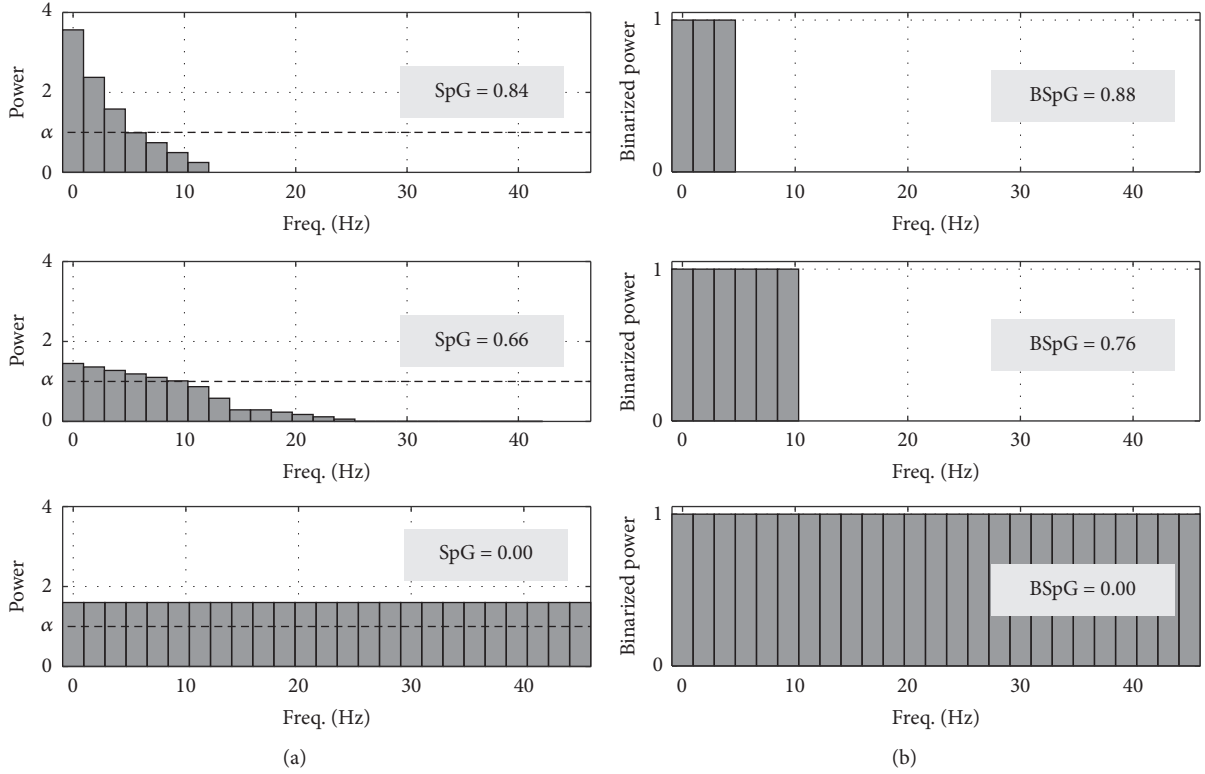 4
2
α
0
Power
SpG = 0.84
0 10 20 30 40
Freq. (Hz)
1
0
Binarized power
BSpG = 0.88
0 10 20 30 40
Freq. (Hz)
4
2
α
0
Power
SpG = 0.66
0 10 20 30 40
Freq. (Hz)
1
0
Binarized power
BSpG = 0.76
0 10 20 30 40
Freq. (Hz)
4
2
α
0
Power
SpG = 0.00
0 10 20 30 40
Freq. (Hz)
(a)
1
0
Binarized power
BSpG = 0.00
0 10 20 30 40
Freq. (Hz)
(b)